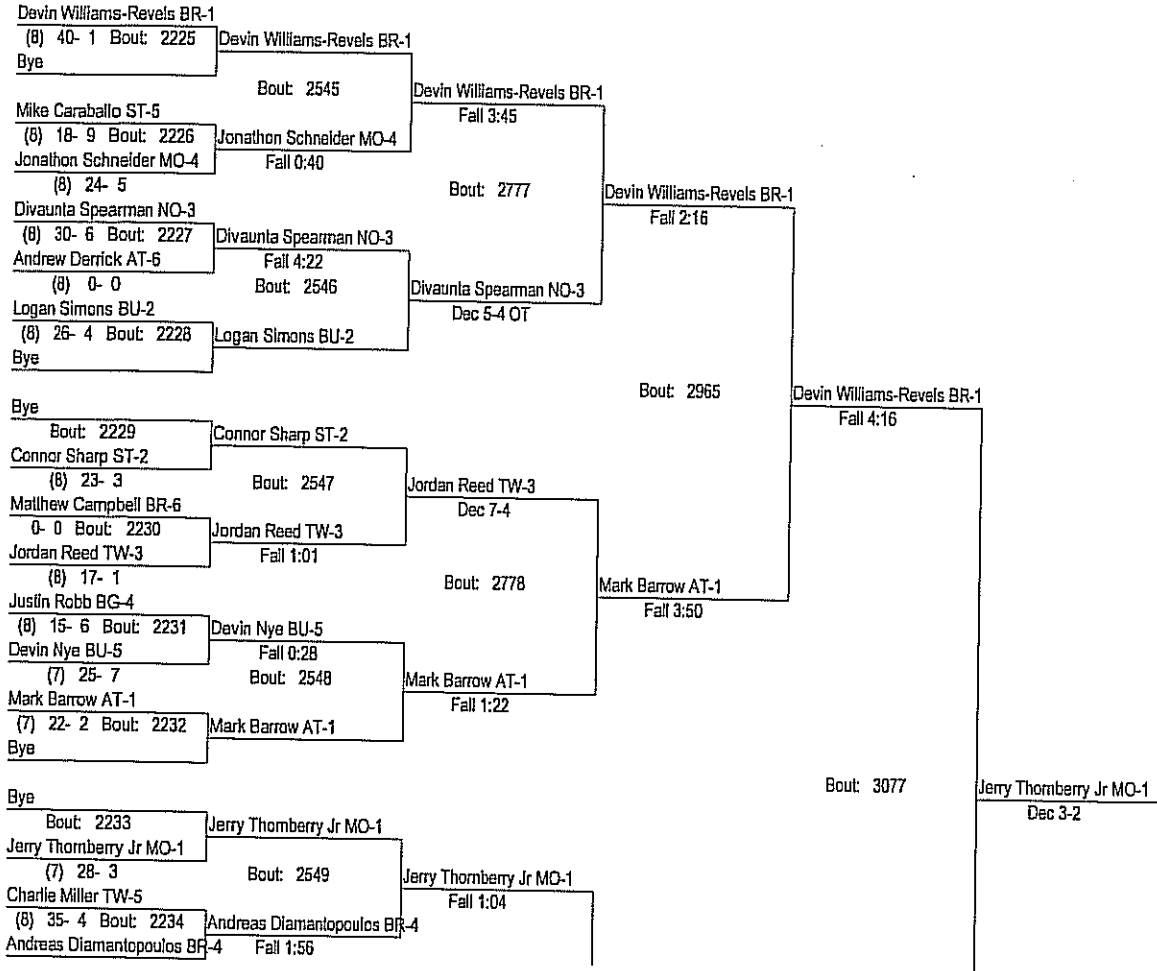 Devin Williams-Revels BR-1
(8) 40- 1 Bout: 2225
Bye
Devin Williams-Revels BR-1
Bout: 2545
Mike Caraballo ST-5
(8) 18- 9 Bout: 2226
Jonathon Schneider MO-4
(8) 24- 5
Jonathon Schneider MO-4
Fall 0:40
Devin Williams-Revels BR-1
Fall 3:45
Bout: 2777
Divaunta Spearman NO-3
(8) 30- 6 Bout: 2227
Andrew Derrick AT-6
(8) 0- 0
Divaunta Spearman NO-3
Fall 4:22
Bout: 2546
Logan Simons BU-2
(8) 26- 4 Bout: 2228
Bye
Logan Simons BU-2
Divaunta Spearman NO-3
Dec 5-4 OT
Devin Williams-Revels BR-1
Fall 2:16
Bout: 2965
Bye
Bout: 2229
Connor Sharp ST-2
(8) 23- 3
Connor Sharp ST-2
Bout: 2547
Matthew Campbell BR-6
0- 0 Bout: 2230
Jordan Reed TW-3
(8) 17- 1
Jordan Reed TW-3
Fall 1:01
Jordan Reed TW-3
Dec 7-4
Bout: 2778
Justin Robb BG-4
(8) 15- 6 Bout: 2231
Devin Nye BU-5
(7) 25- 7
Devin Nye BU-5
Fall 0:28
Bout: 2548
Mark Barrow AT-1
(7) 22- 2 Bout: 2232
Bye
Mark Barrow AT-1
Mark Barrow AT-1
Fall 1:22
Mark Barrow AT-1
Fall 3:50
Devin Williams-Revels BR-1
Fall 4:16
Bout: 3077
Jerry Thornberry Jr MO-1
Dec 3-2
Bye
Bout: 2233
Jerry Thornberry Jr MO-1
(7) 28- 3
Jerry Thornberry Jr MO-1
Bout: 2549
Charlie Miller TW-5
(8) 35- 4 Bout: 2234
Andreas Diamantopoulos BR-4
Andreas Diamantopoulos BR-4
Fall 1:56
Jerry Thornberry Jr MO-1
Fall 1:04